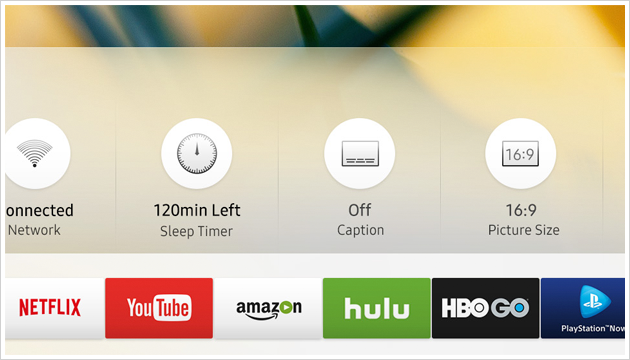 16:9
onnected
Network
120min Left
Sleep Timer
Off
Caption
16:9
Picture Size
NETFLIX
YouTube
amazon
hulu
HBO GO
PlayStation™Now